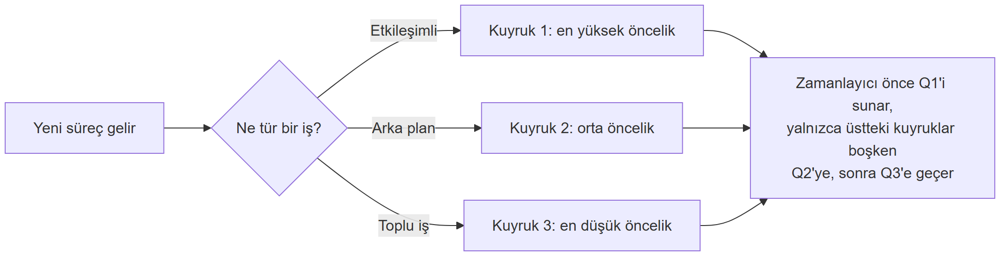 Yeni süreç gelir
Ne tür bir iş?
Etkileşimli
Arka plan
Toplu iş
Kuyruk 1: en yüksek öncelik
Kuyruk 2: orta öncelik
Kuyruk 3: en düşük öncelik
Zamanlayıcı önce Q1'i
sunar,
yalnızca üstteki kuyruklar
boşken
Q2'ye, sonra Q3'e geçer